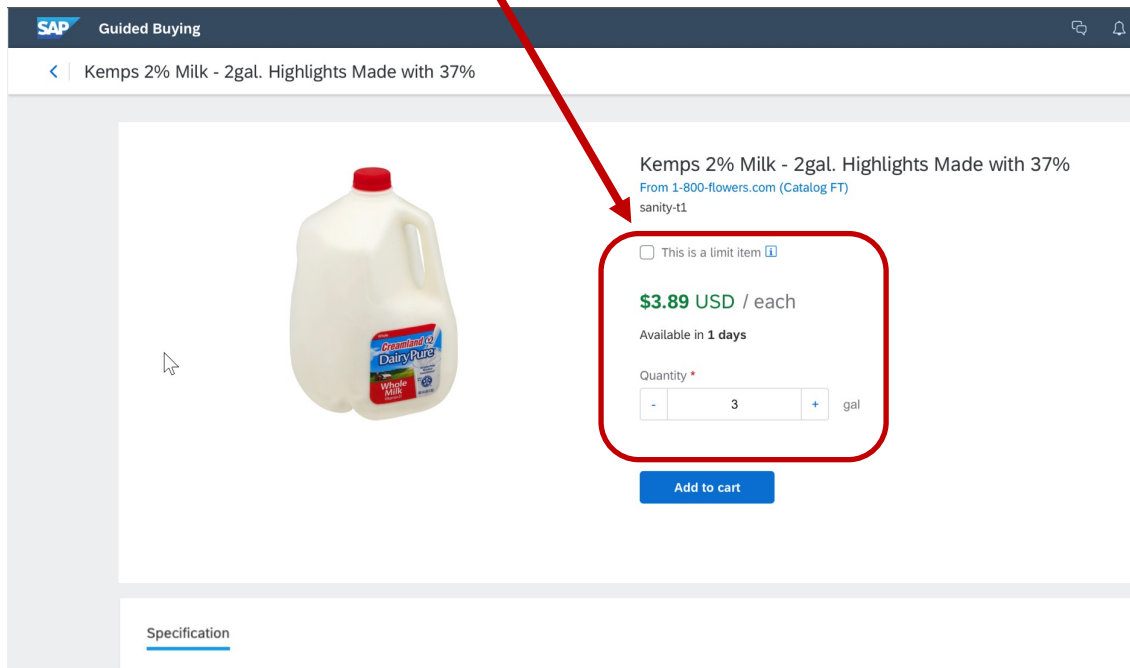 SAP Guided Buying
Kemps 2% Milk - 2gal. Highlights Made with 37%
Kemps 2% Milk - 2gal. Highlights Made with 37%
From 1-800-flowers.com (Catalog FT)
sanity-t1
This is a limit item i
$3.89 USD / each
Available in 1 days
Quantity *
- 3 + gal
Add to cart
Creamland
DairyPure
Whole
Milk
Specification